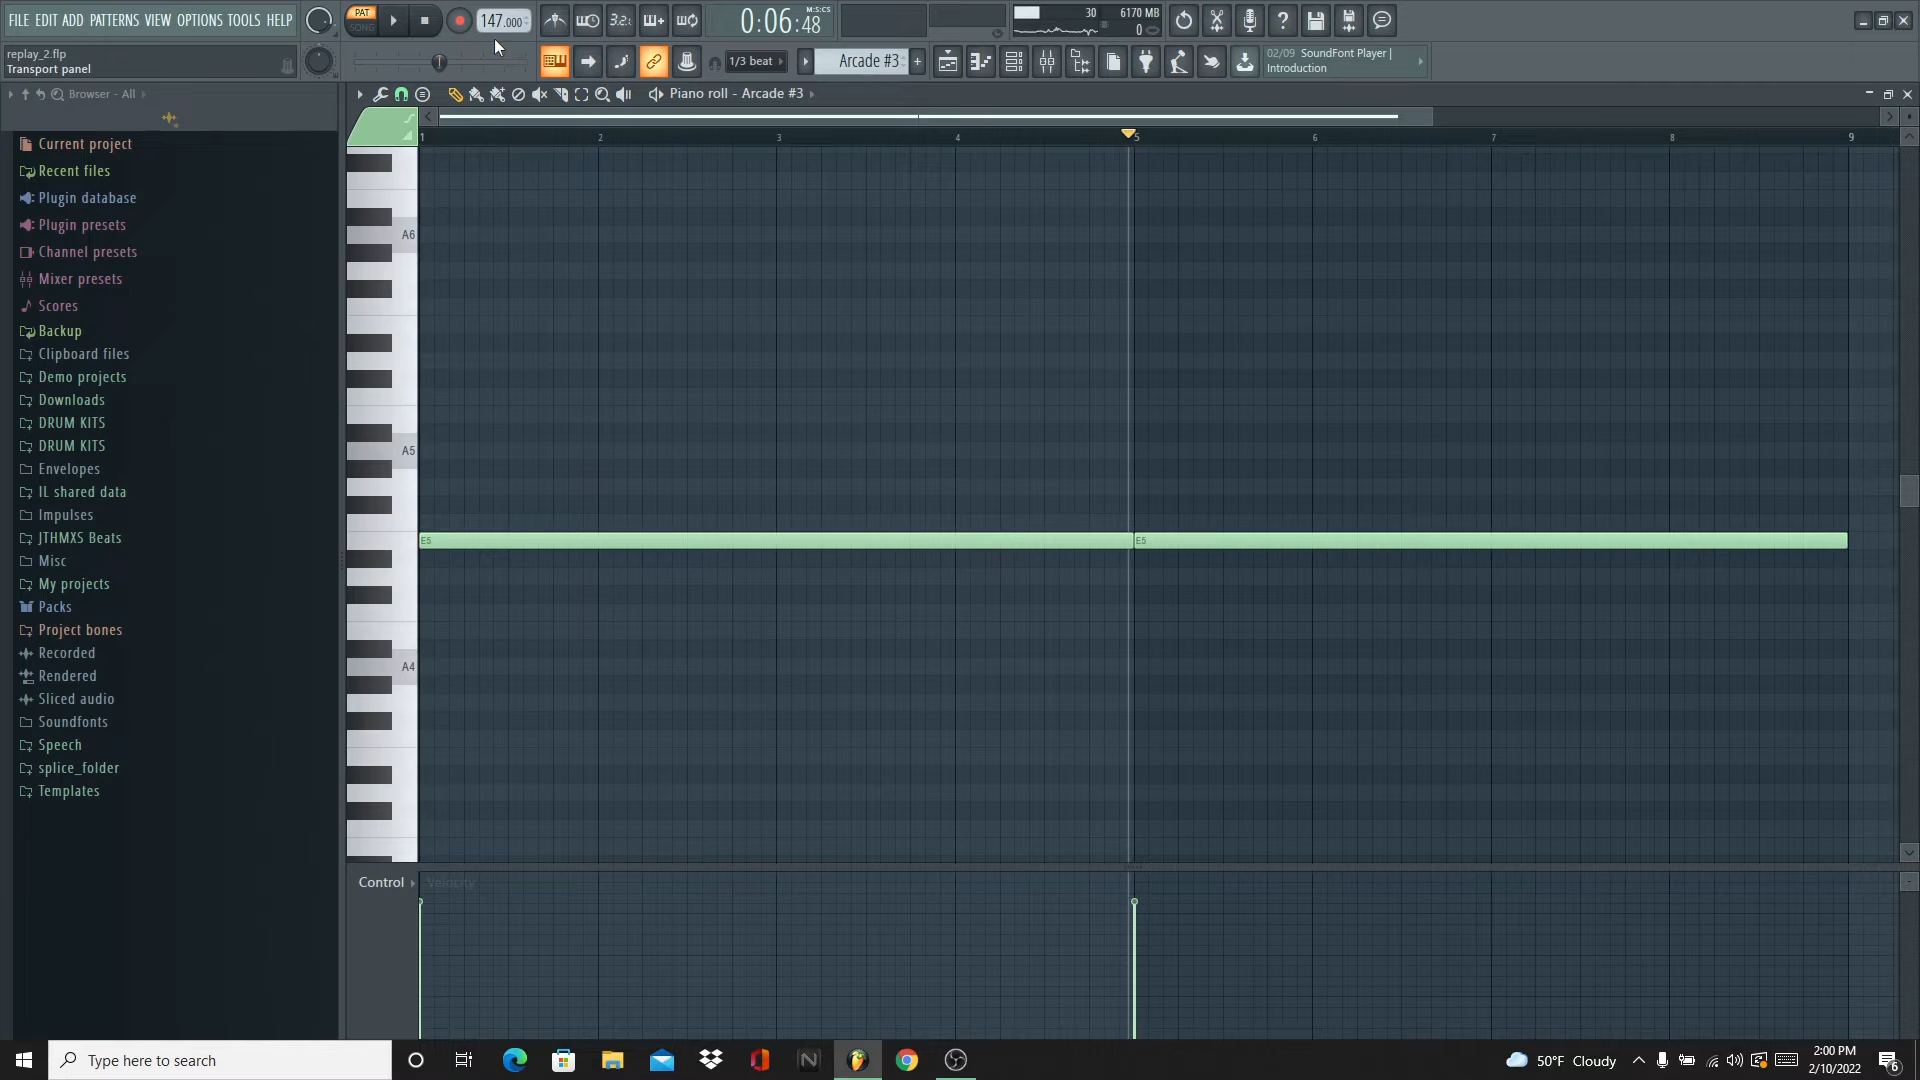 FILE EDIT ADD PATTERNS VIEW OPTIONS TOOLS HELP
PAT
SONG
147.000
3.2.
0:06:48
M:S:CS
30
6170 MB
0
replay_2.flp
Transport panel
1/3 beat
Arcade #3
02/09 SoundFont Player |
Introduction
Browser - All
Piano roll - Arcade #3
1 2 3 4 5 6 7 8 9
Current project
Recent files
Plugin database
Plugin presets
Channel presets
Mixer presets
Scores
Backup
Clipboard files
Demo projects
Downloads
DRUM KITS
DRUM KITS
Envelopes
IL shared data
Impulses
JTHMXS Beats
Misc
My projects
Packs
Project bones
Recorded
Rendered
Sliced audio
Soundfonts
Speech
splice_folder
Templates
A6
A5
E5 E5
A4
Control
Velocity
Type here to search
50°F Cloudy
2:00 PM
2/10/2022
6